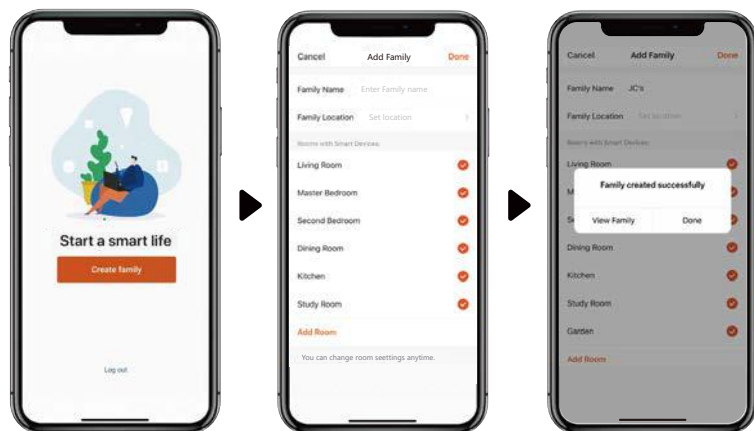 Start a smart life
Create family
Log out
Cancel Add Family Done
Family Name Enter Family name
Family Location Set location
Rooms with Smart Devices:
Living Room
Master Bedroom
Second Bedroom
Dining Room
Kitchen
Study Room
Add Room
You can change room seettings anytime.
Cancel Add Family Done
Family Name JC's
Family Location Set location
Rooms with Smart Devices:
Living Room
Family created successfully
M
View Family Done
Dining Room
Kitchen
Study Room
Garden
Add Room